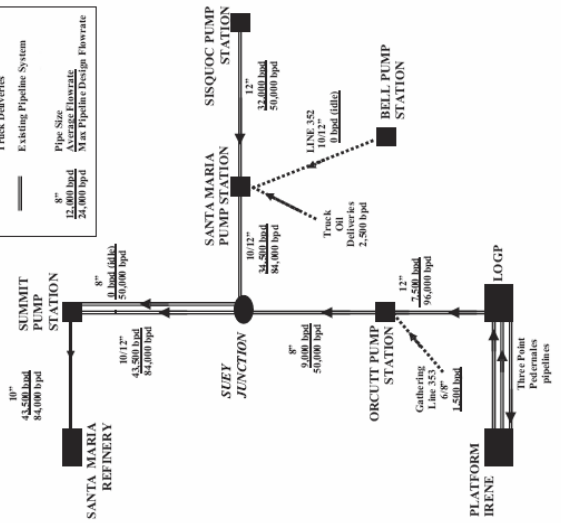 Truck Deliveries
Existing Pipeline System
8"
12,000 bpd
24,000 bpd
Pipe Size
Average Flowrate
Max Pipeline Design Flowrate
10"
43,500 bpd
84,000 bpd
SANTA MARIA
REFINERY
SUMMIT
PUMP
STATION
8"
0 bpd (idle)
50,000 bpd
10/12"
43,500 bpd
84,000 bpd
SUEY
JUNCTION
SANTA MARIA
PUMP STATION
10/12"
34,500 bpd
84,000 bpd
SISQUOC PUMP
STATION
12"
32,000 bpd
50,000 bpd
LINE 352
10/12"
0 bpd (idle)
BELL PUMP
STATION
Truck
Oil
Deliveries
2,500 bpd
8"
9,000 bpd
50,000 bpd
ORCUTT PUMP
STATION
12"
7,500 bpd
96,000 bpd
Gathering
Line 353
6/8"
1,500 bpd
LOGP
PLATFORM
IRENE
Three Point
Pedernales
pipelines